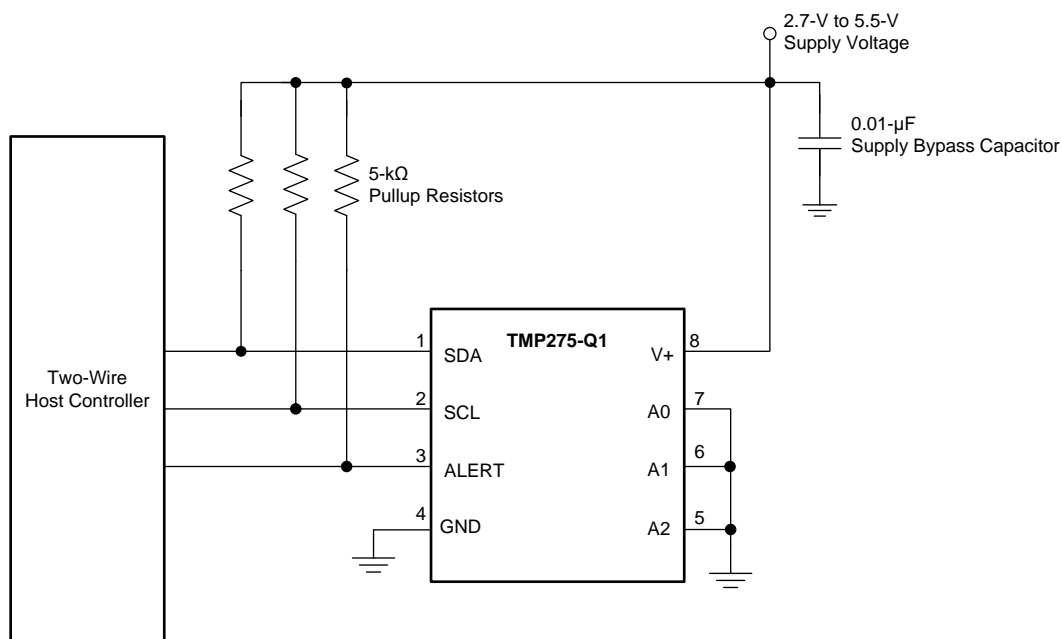 2.7-V to 5.5-V
Supply Voltage
0.01-µF
Supply Bypass Capacitor
5-kΩ
Pullup Resistors
Two-Wire
Host Controller
TMP275-Q1
1
SDA
V+
8
2
SCL
A0
7
3
ALERT
A1
6
4
GND
A2
5